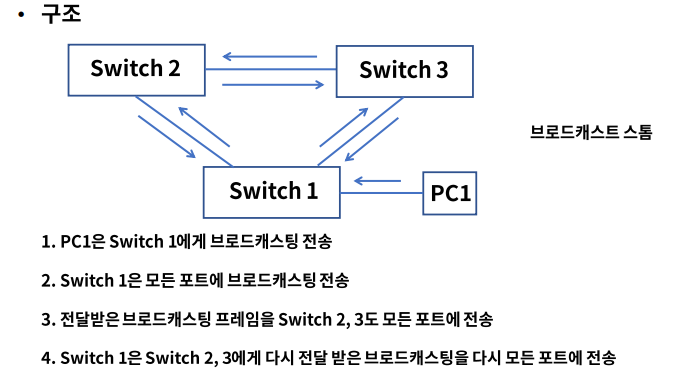 • 구조
Switch 2
Switch 3
브로드캐스트 스톰
Switch 1
PC1
1. PC1은 Switch 1에게 브로드캐스팅 전송
2. Switch 1은 모든 포트에 브로드캐스팅 전송
3. 전달받은 브로드캐스팅 프레임을 Switch 2, 3도 모든 포트에 전송
4. Switch 1은 Switch 2, 3에게 다시 전달 받은 브로드캐스팅을 다시 모든 포트에 전송